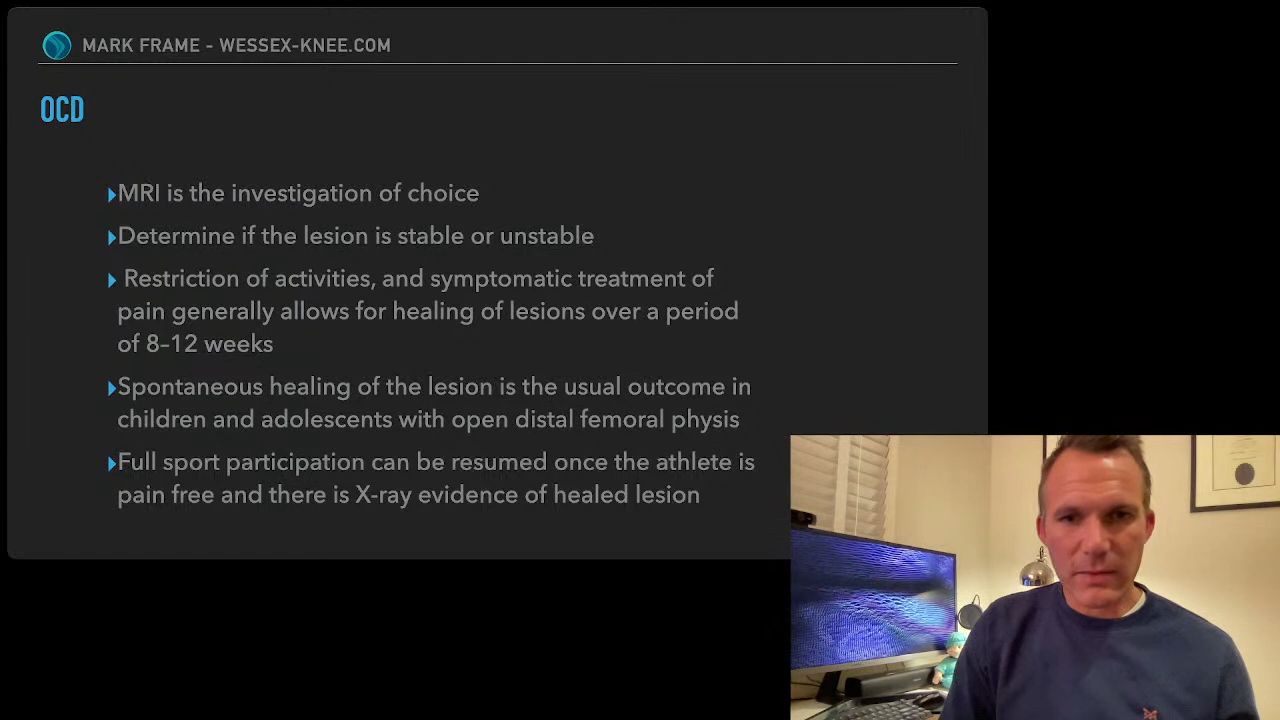 MARK FRAME - WESSEX-KNEE.COM
OCD
MRI is the investigation of choice
Determine if the lesion is stable or unstable
Restriction of activities, and symptomatic treatment of
pain generally allows for healing of lesions over a period
of 8–12 weeks
Spontaneous healing of the lesion is the usual outcome in
children and adolescents with open distal femoral physis
Full sport participation can be resumed once the athlete is
pain free and there is X-ray evidence of healed lesion